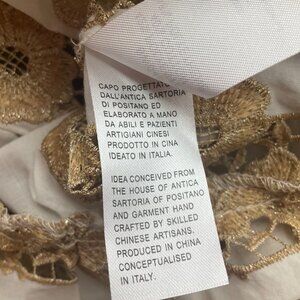 CAPO PROGETTATO
DALL'ANTICA SARTORIA
DI POSITANO ED
ELABORATO A MANO
DA ABILI E PAZIENTI
ARTIGIANI CINESI
PRODOTTO IN CINA
IDEATO IN ITALIA.
IDEA CONCEIVED FROM
THE HOUSE OF ANTICA
SARTORIA OF POSITANO
AND GARMENT HAND
CRAFTED BY SKILLED
CHINESE ARTISANS.
PRODUCED IN CHINA
CONCEPTUALISED
IN ITALY.